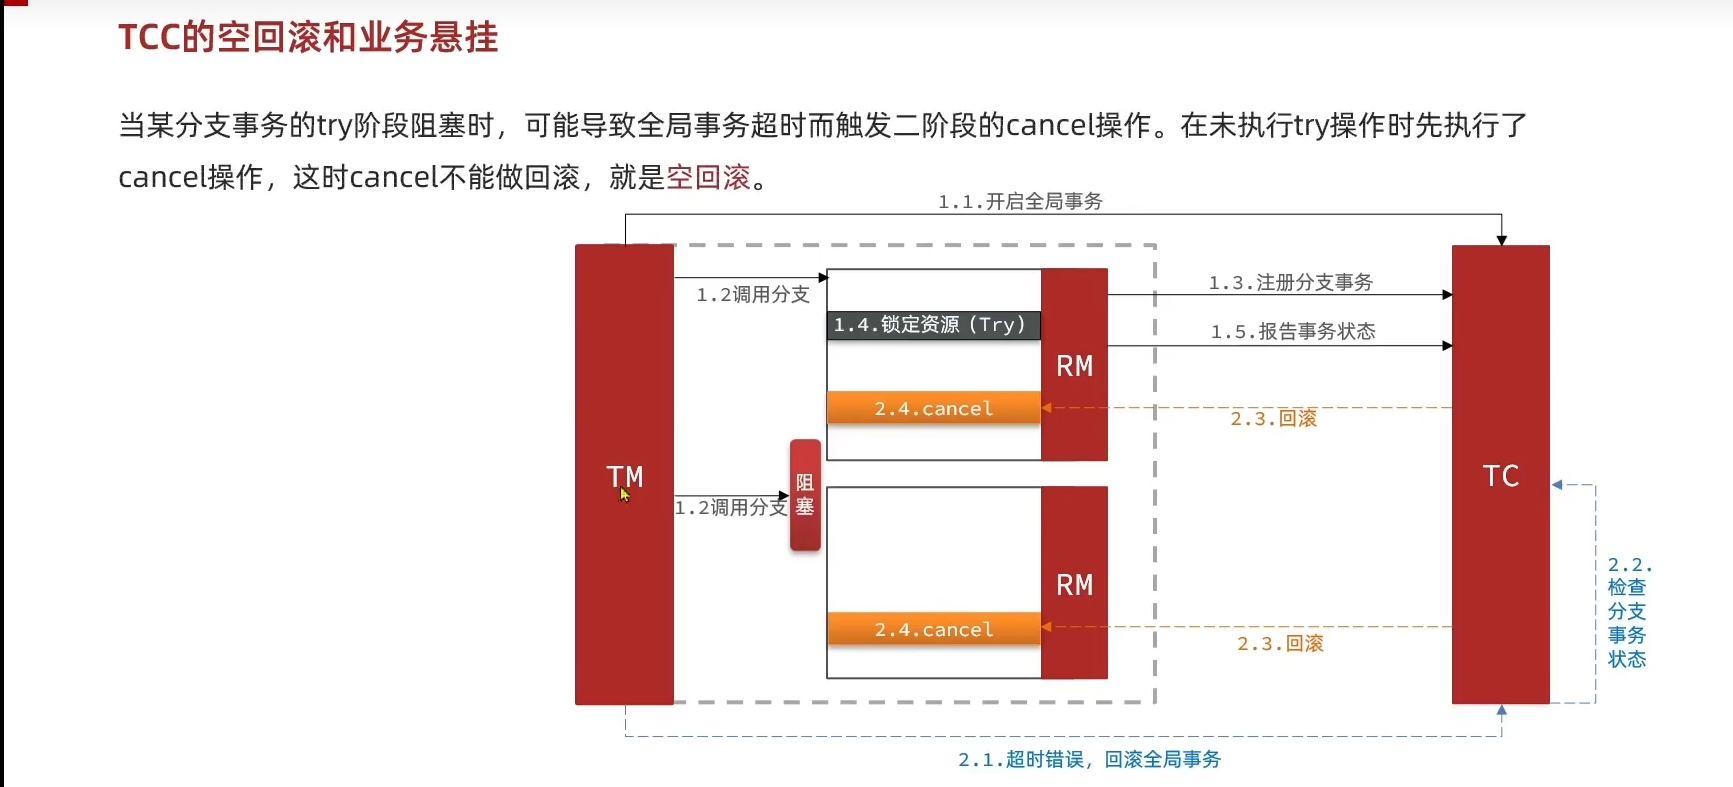 TCC的空回滚和业务悬挂
当某分支事务的try阶段阻塞时，可能导致全局事务超时而触发二阶段的cancel操作。在未执行try操作时先执行了
cancel操作，这时cancel不能做回滚，就是空回滚。
1.1.开启全局事务
1.2调用分支
1.3.注册分支事务
1.4.锁定资源（Try）
1.5.报告事务状态
RM
2.4.cancel
2.3.回滚
TM
阻
塞
TC
1.2调用分支
RM
2.2.
检查
分支
事务
状态
2.4.cancel
2.3.回滚
2.1.超时错误，回滚全局事务